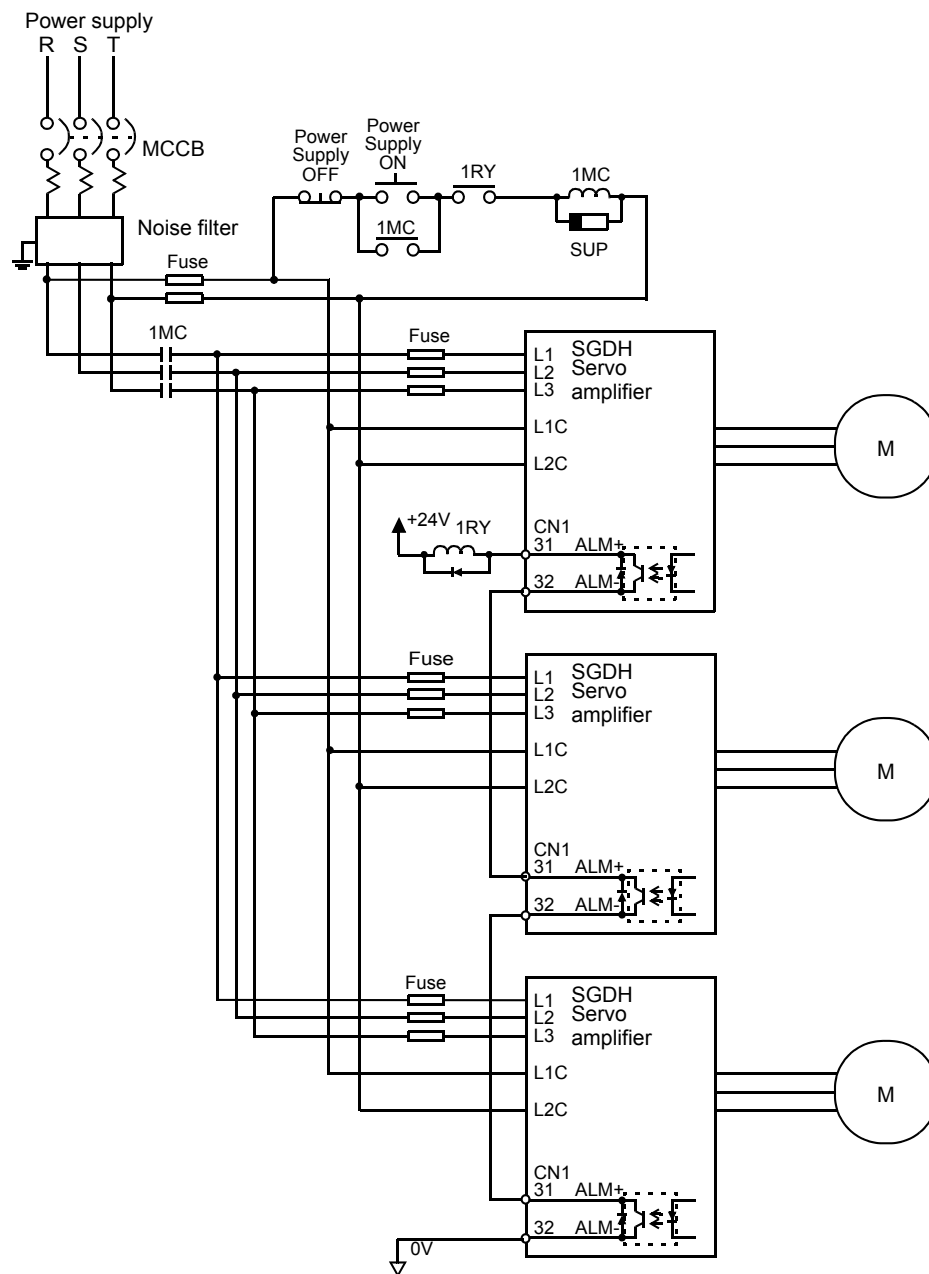 Power supply
R S T
MCCB
Power
Supply
OFF
Power
Supply
ON
1RY
1MC
1MC
SUP
Noise filter
Fuse
1MC
Fuse
L1
L2
L3
SGDH
Servo
amplifier
L1C
L2C
M
+24V
1RY
CN1
31 ALM+
32 ALM-
Fuse
L1
L2
L3
SGDH
Servo
amplifier
L1C
L2C
M
CN1
31 ALM+
32 ALM-
Fuse
L1
L2
L3
SGDH
Servo
amplifier
L1C
L2C
M
CN1
31 ALM+
32 ALM-
0V